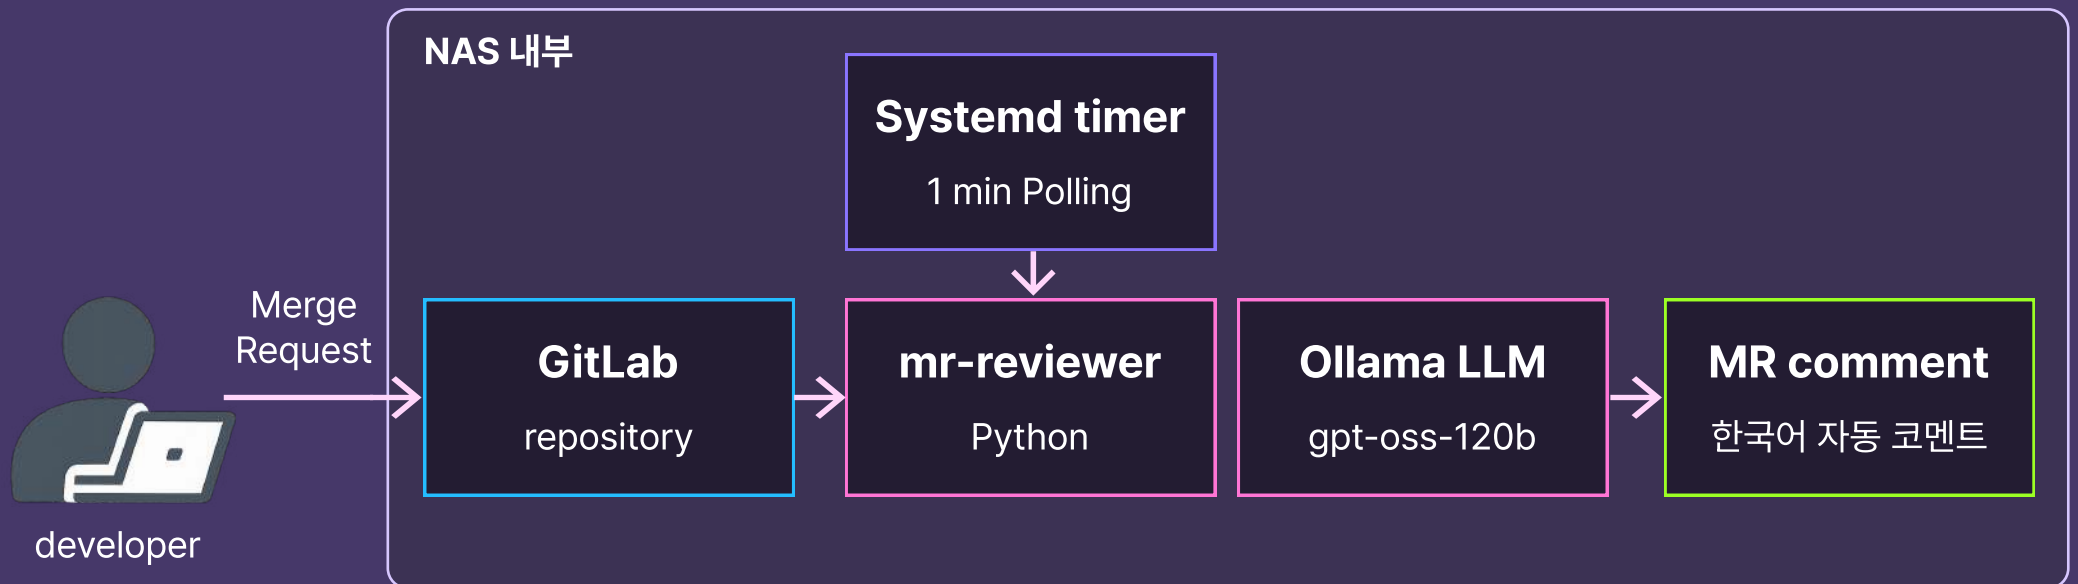 NAS 내부
Systemd timer
1 min Polling
Merge
Request
GitLab
repository
mr-reviewer
Python
Ollama LLM
gpt-oss-120b
MR comment
한국어 자동 코멘트
developer